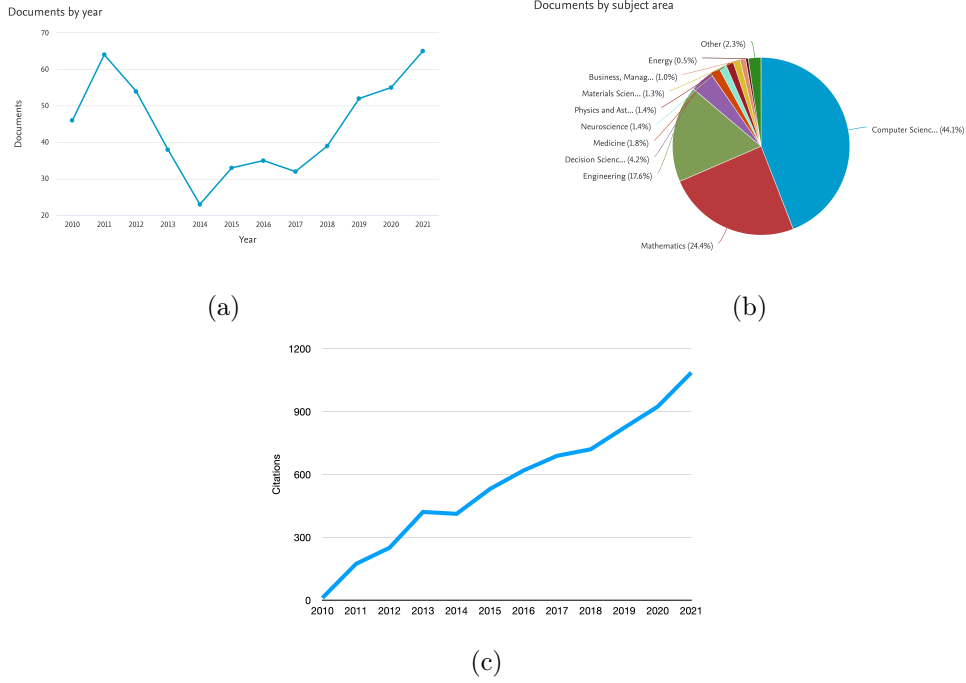 Documents by year
70
60
50
40
30
20
Documents
2010 2011 2012 2013 2014 2015 2016 2017 2018 2019 2020 2021
Year
(a)
Documents by subject area
Other (2.3%)
Energy (0.5%)
Business, Manag... (1.0%)
Materials Scien... (1.3%)
Physics and Ast... (1.4%)
Neuroscience (1.4%)
Medicine (1.8%)
Decision Scienc... (4.2%)
Engineering (17.6%)
Computer Scienc... (44.1%)
Mathematics (24.4%)
(b)
1200
900
600
300
0
Citations
2010 2011 2012 2013 2014 2015 2016 2017 2018 2019 2020 2021
(c)